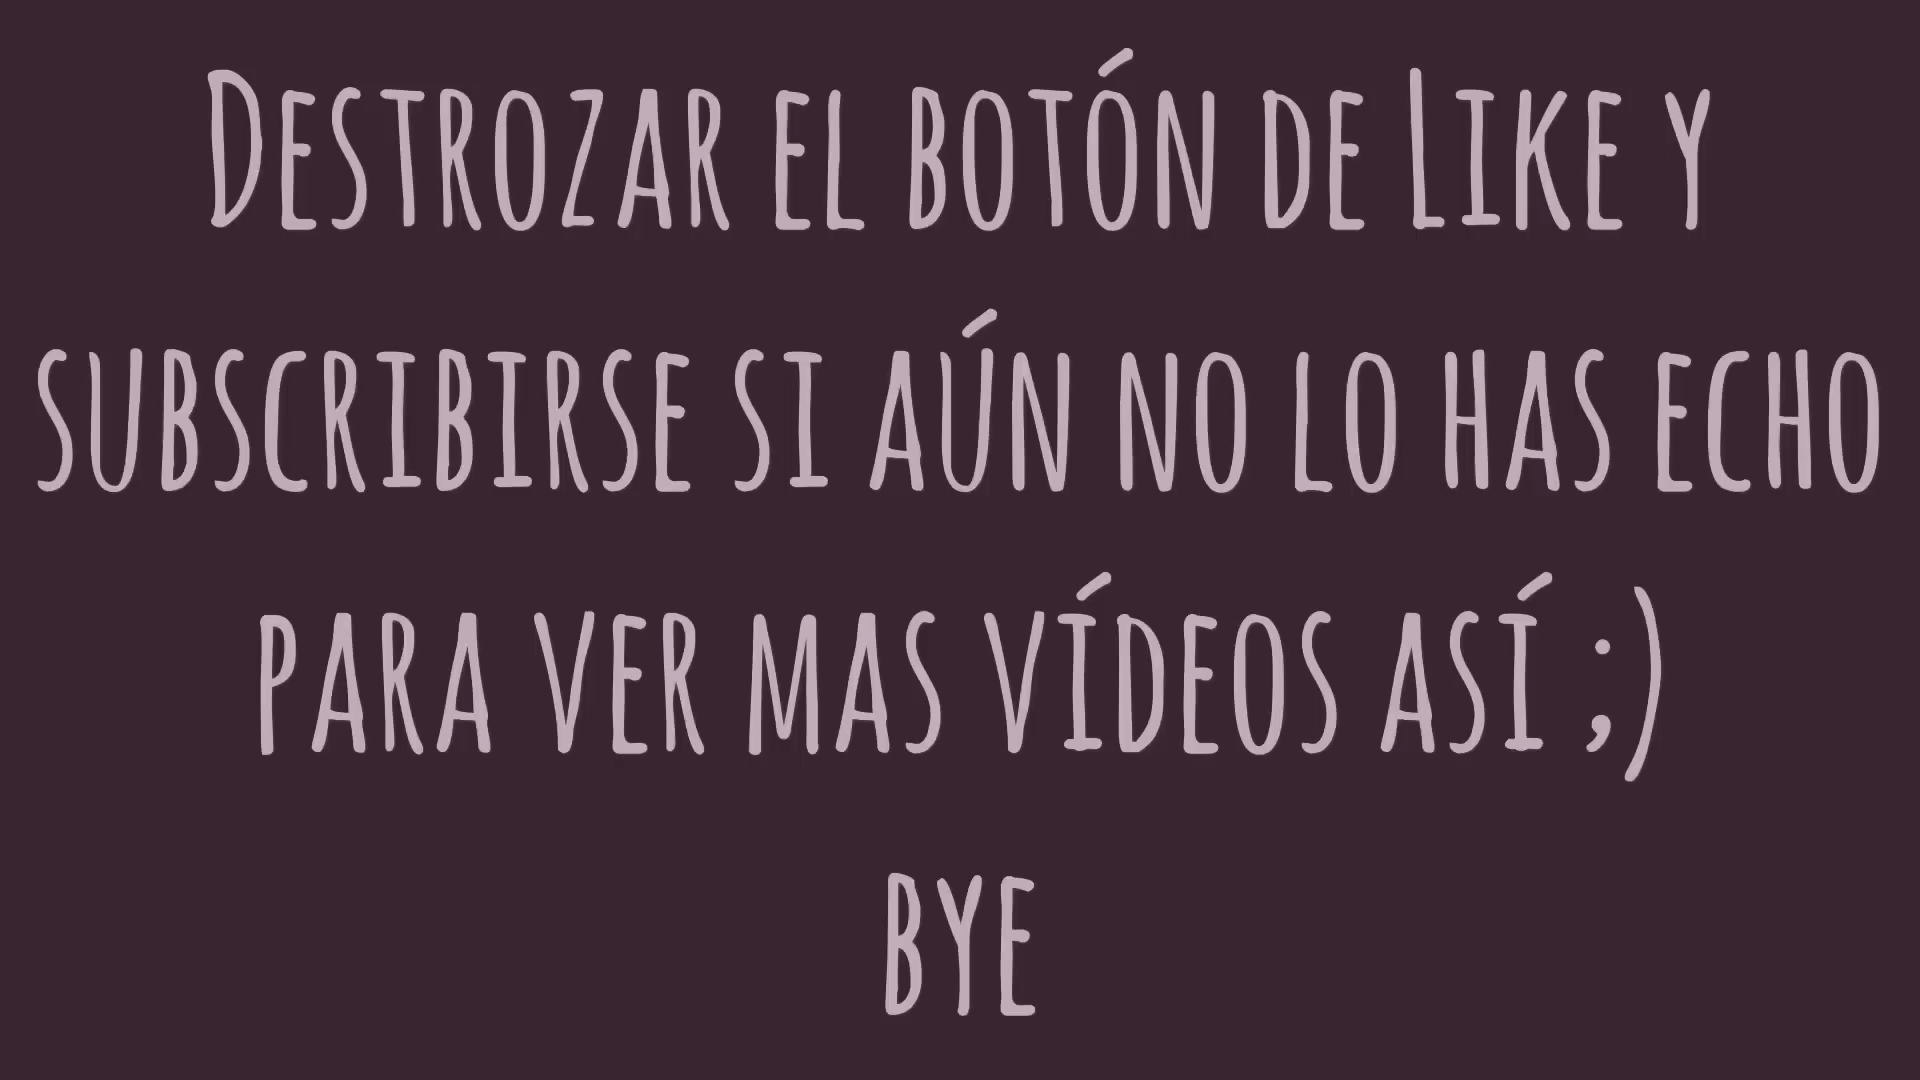 Destrozar el botón de Like y
subscribirse si aún no lo has echo
para ver mas vídeos así ;)
bye